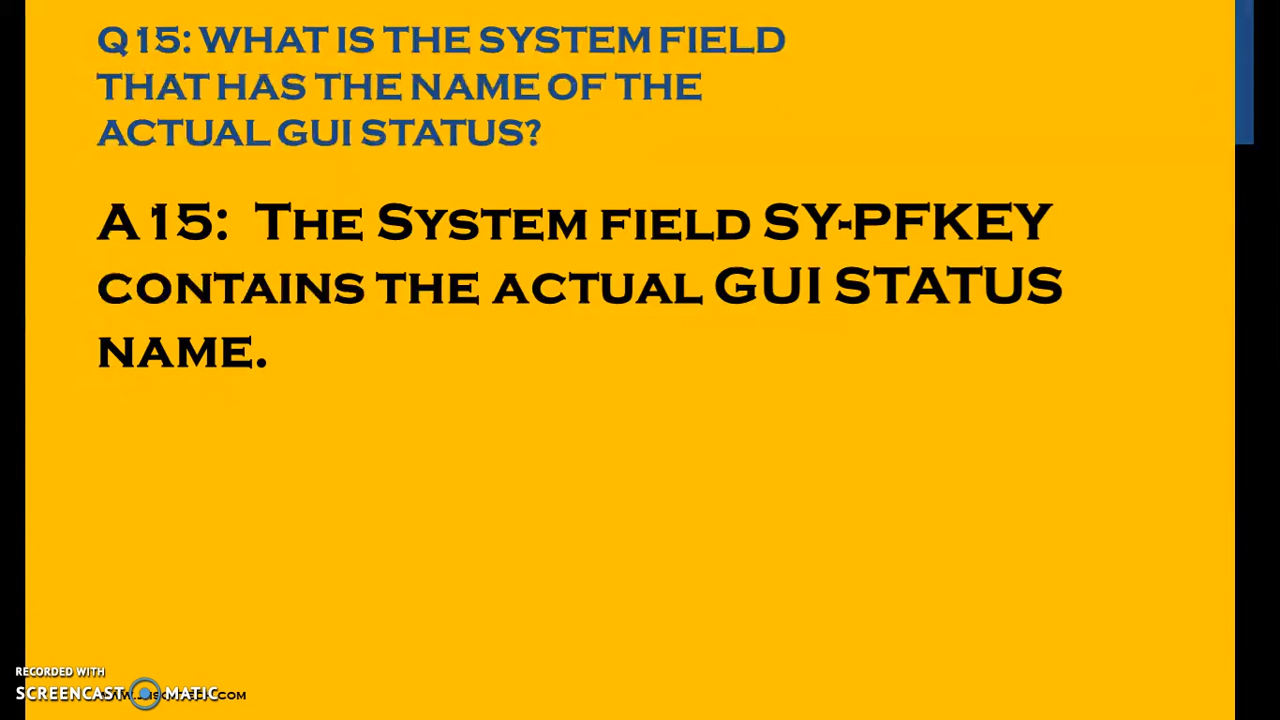 Q15: WHAT IS THE SYSTEM FIELD
THAT HAS THE NAME OF THE
ACTUAL GUI STATUS?
A15: The System field SY-PFKEY
contains the actual GUI STATUS
name.
RECORDED WITH
SCREENCAST MATIC